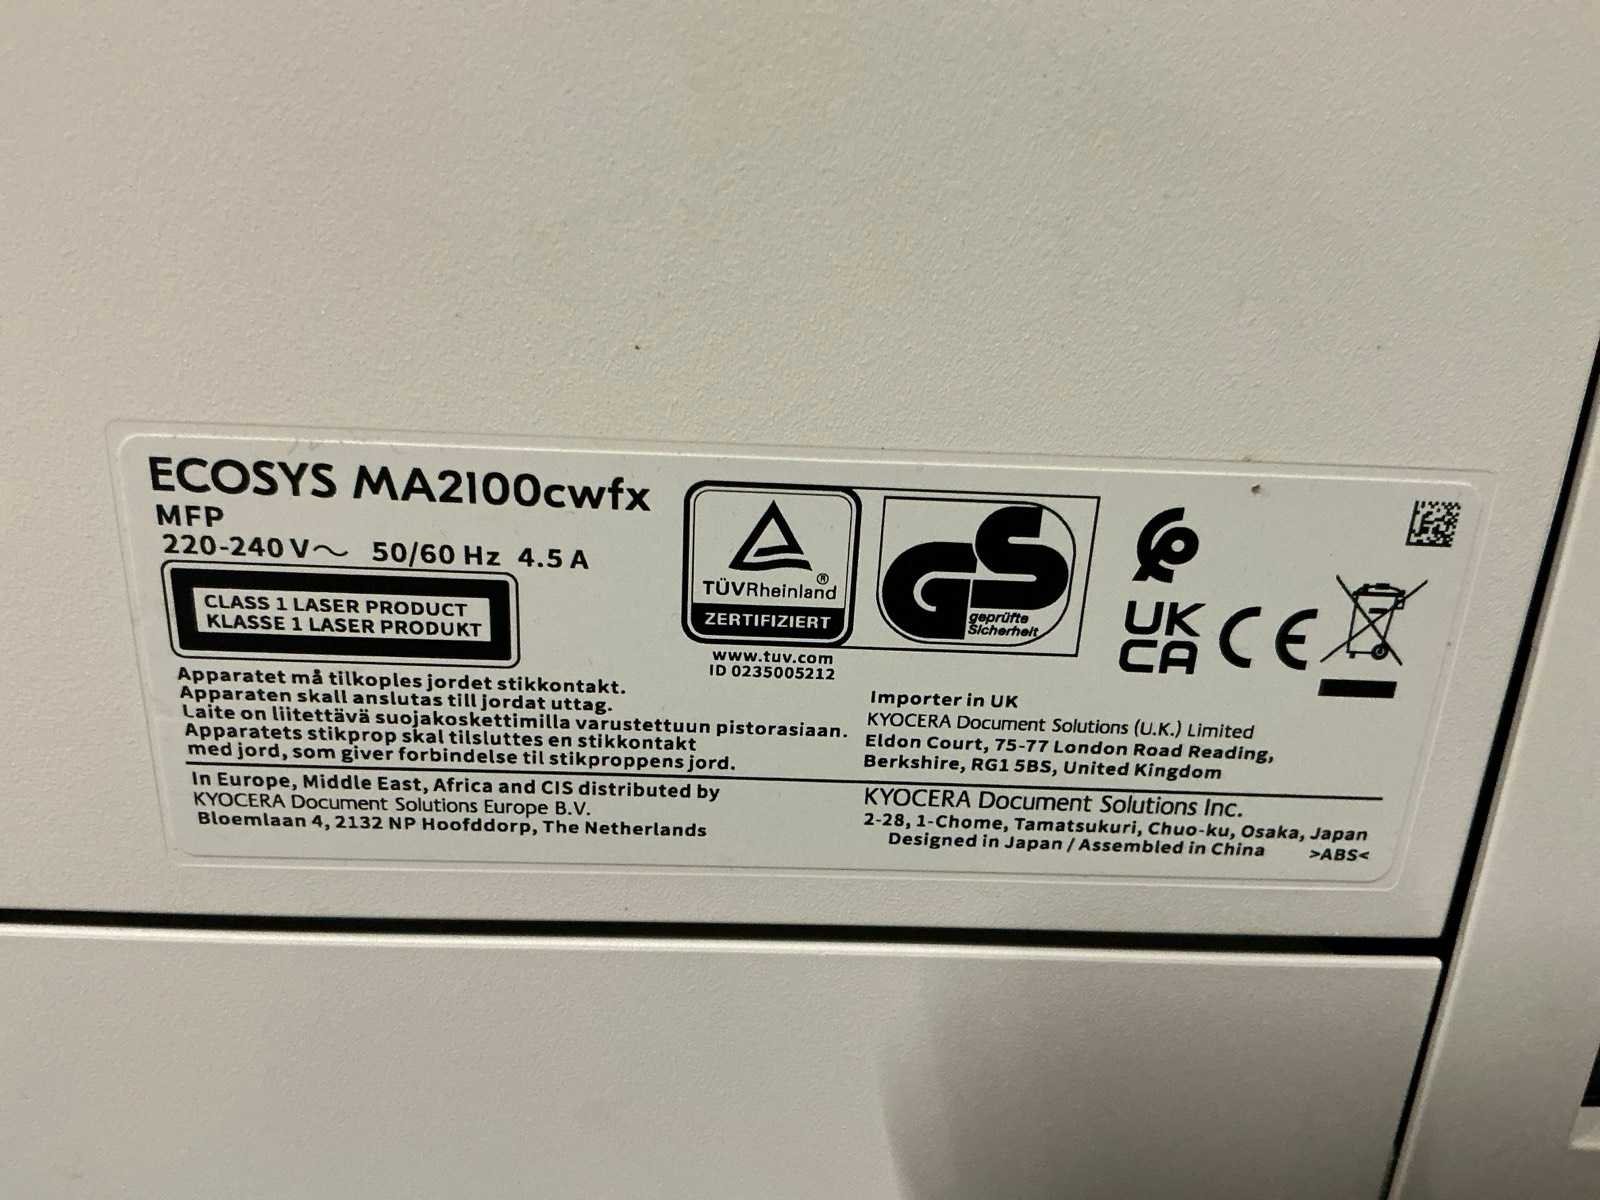 ECOSYS MA2100cwfx
MFP
220-240 V～ 50/60 Hz 4.5 A
CLASS 1 LASER PRODUCT
KLASSE 1 LASER PRODUKT
TÜVRheinland®
ZERTIFIZIERT
www.tuv.com
ID 0235005212
GS
geprüfte
Sicherheit
UK
CA
CE
Apparatet må tilkoples jordet stikkontakt.
Apparaten skall anslutas till jordat uttag.
Laite on liitettävä suojakoskettimilla varustettuun pistorasiaan.
Apparatets stikprop skal tilsluttes en stikkontakt
med jord, som giver forbindelse til stikproppens jord.
Importer in UK
KYOCERA Document Solutions (U.K.) Limited
Eldon Court, 75-77 London Road Reading,
Berkshire, RG1 5BS, United Kingdom
In Europe, Middle East, Africa and CIS distributed by
KYOCERA Document Solutions Europe B.V.
Bloemlaan 4, 2132 NP Hoofddorp, The Netherlands
KYOCERA Document Solutions Inc.
2-28, 1-Chome, Tamatsukuri, Chuo-ku, Osaka, Japan
Designed in Japan / Assembled in China >ABS<